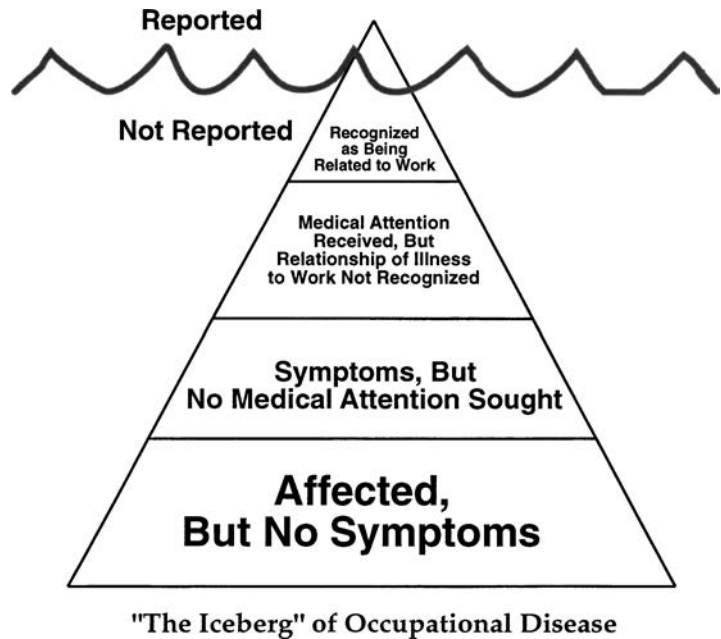 Reported
Not Reported
Recognized
as Being
Related to Work
Medical Attention
Received, But
Relationship of Illness
to Work Not Recognized
Symptoms, But
No Medical Attention Sought
Affected,
But No Symptoms
"The Iceberg" of Occupational Disease